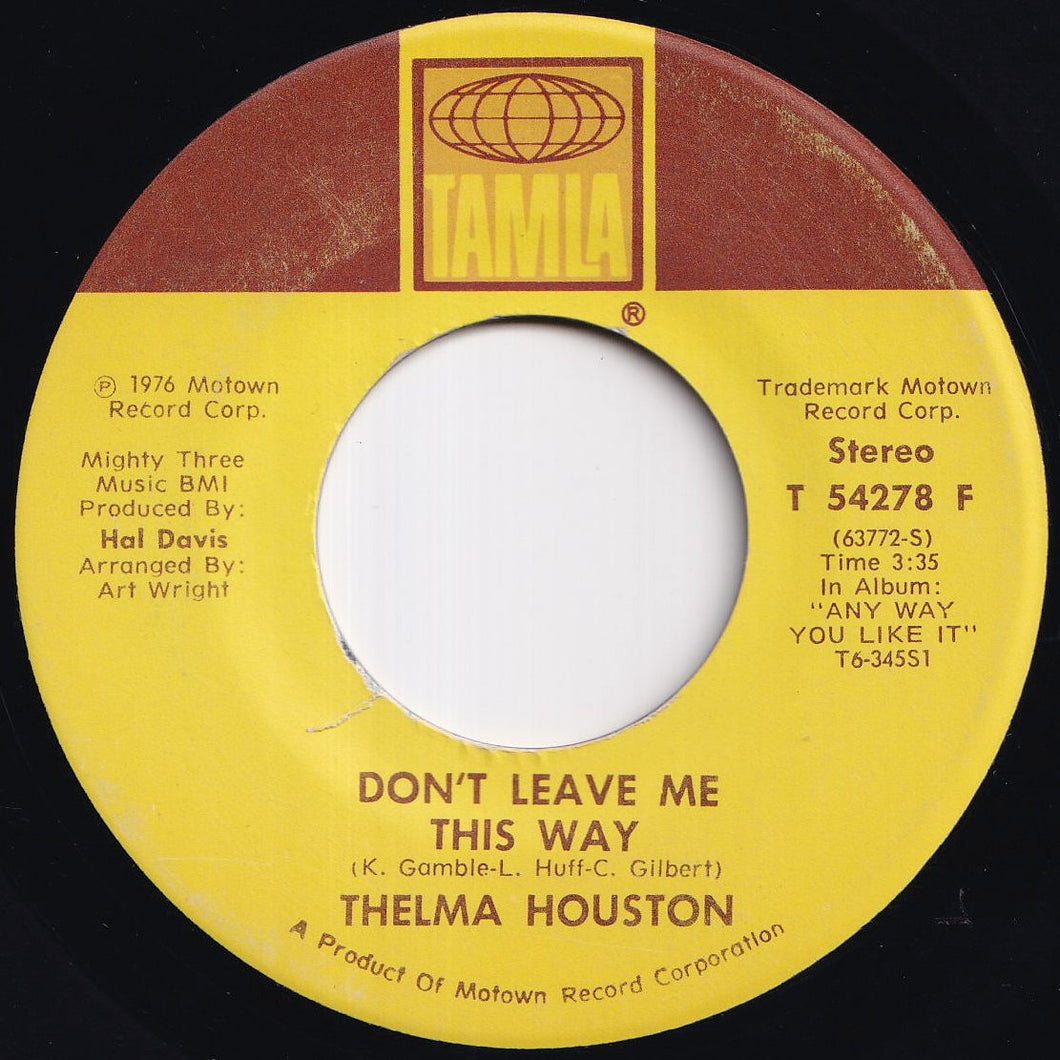 TAMLA
®
℗ 1976 Motown
Record Corp.
Mighty Three
Music BMI
Produced By:
Hal Davis
Arranged By:
Art Wright
Trademark Motown
Record Corp.
Stereo
T 54278 F
(63772-S)
Time 3:35
In Album:
"ANY WAY
YOU LIKE IT"
T6-345S1
DON'T LEAVE ME
THIS WAY
(K. Gamble-L. Huff-C. Gilbert)
THELMA HOUSTON
A Product Of Motown Record Corporation